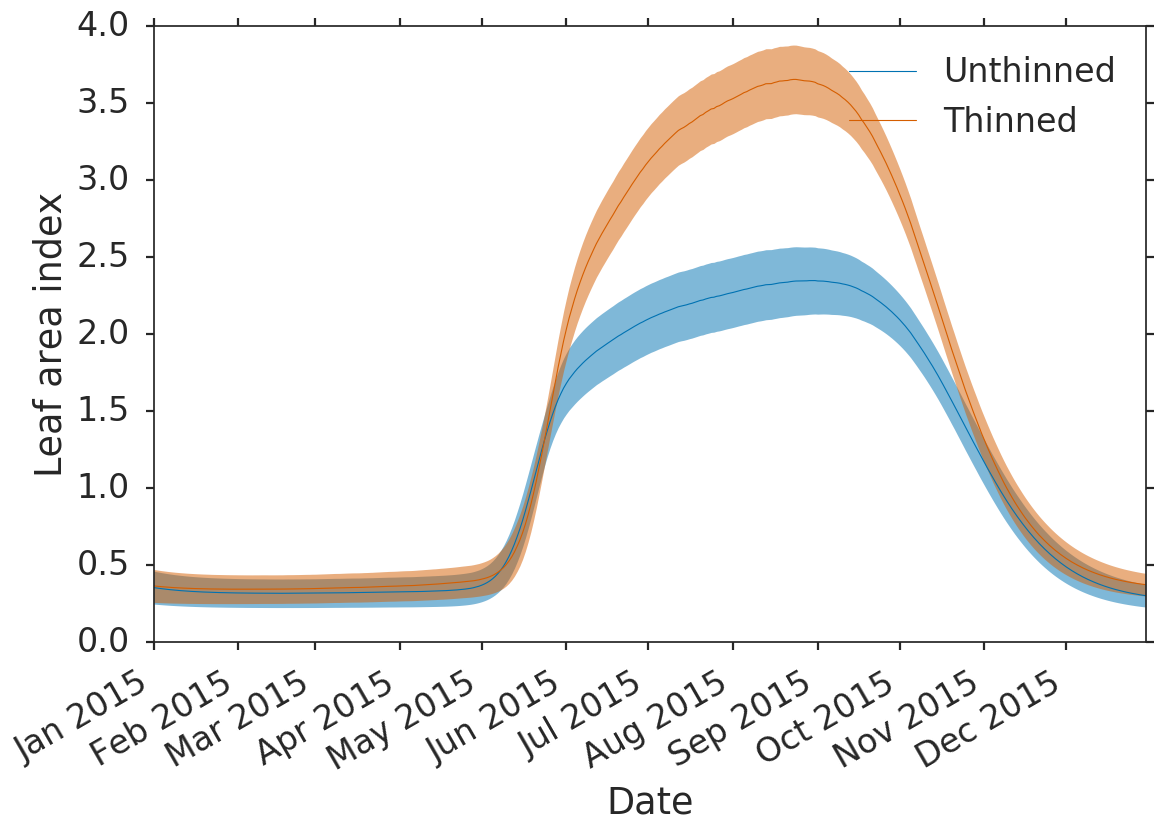 4.0
3.5
3.0
2.5
2.0
1.5
1.0
0.5
0.0
Leaf area index
Unthinned
Thinned
Jan 2015
Feb 2015
Mar 2015
Apr 2015
May 2015
Jun 2015
Jul 2015
Aug 2015
Sep 2015
Oct 2015
Nov 2015
Dec 2015
Date